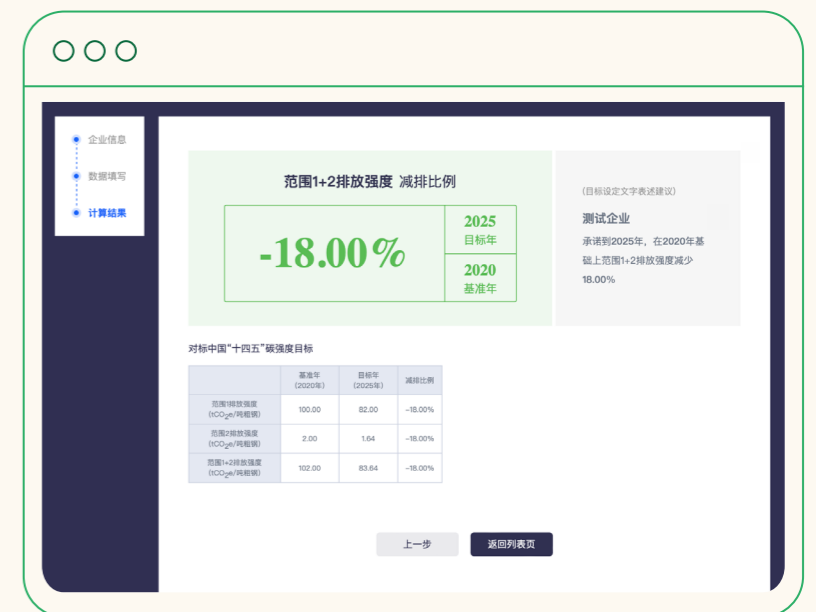 企业信息
数据填写
计算结果
范围1+2排放强度 减排比例
-18.00%
2025
目标年
2020
基准年
(目标设定文字表述建议)
测试企业
承诺到2025年，在2020年基
础上范围1+2排放强度减少
18.00%
对标中国“十四五”碳强度目标
基准年 目标年 减排比例
(2020年) (2025年)
范围1排放强度
(tCO2e/吨粗钢) 100.00 82.00 -18.00%
范围2排放强度
(tCO2e/吨粗钢) 2.00 1.64 -18.00%
范围1+2排放强度
(tCO2e/吨粗钢) 102.00 83.64 -18.00%
上一步 返回列表页